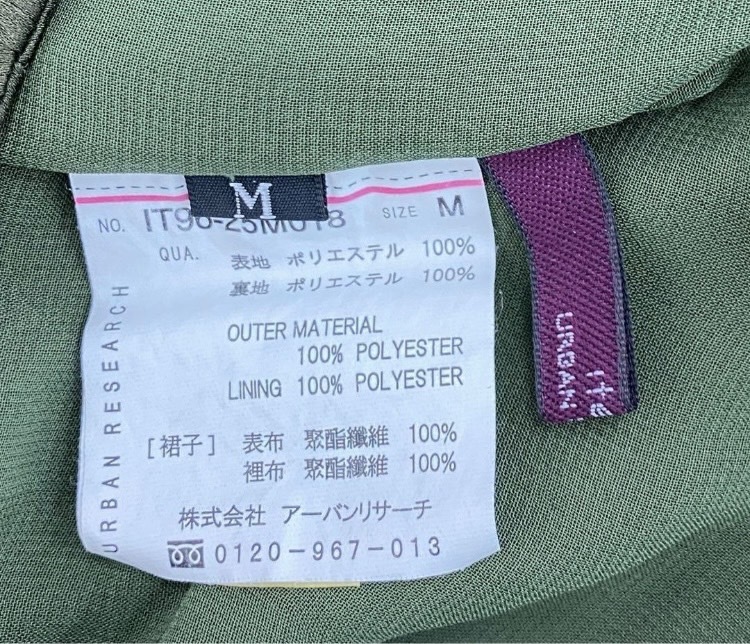 M
NO. IT96-25M018 SIZE M
QUA. 表地 ポリエステル 100%
裏地 ポリエステル 100%
OUTER MATERIAL
100% POLYESTER
LINING 100% POLYESTER
[裙子] 表布 聚酯纖維 100%
裡布 聚酯纖維 100%
株式会社 アーバンリサーチ
0120-967-013
URBAN RESEARCH
URBAN